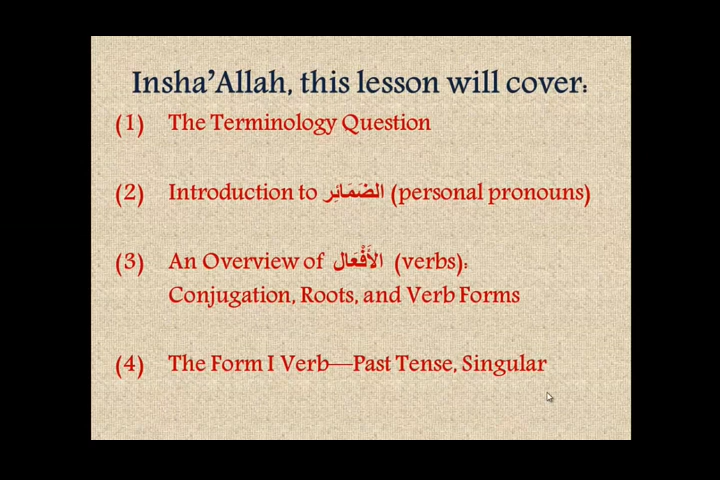 Insha’Allah, this lesson will cover:
(1) The Terminology Question
(2) Introduction to الضَمَائِر (personal pronouns)
(3) An Overview of الأَفْعَال (verbs):
Conjugation, Roots, and Verb Forms
(4) The Form I Verb—Past Tense, Singular